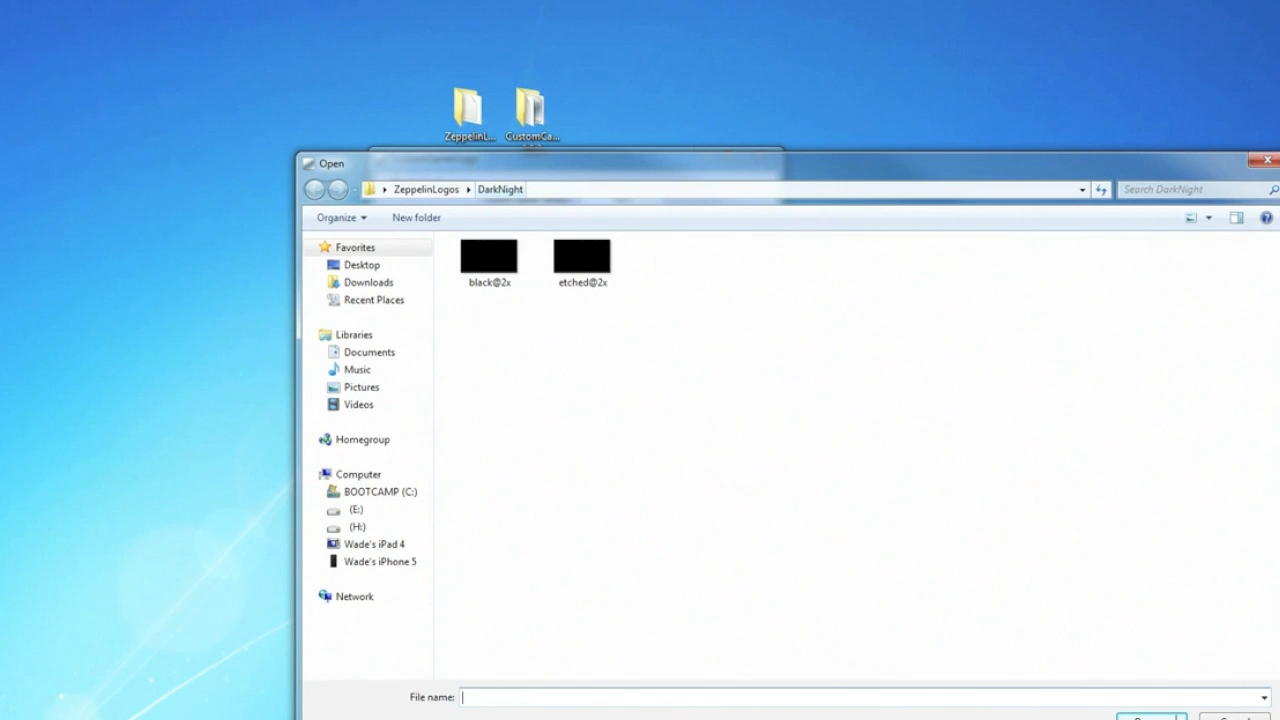 ZeppelinL...
CustomCa...
Open
ZeppelinLogos
DarkNight
Search DarkNight
Organize
New folder
Favorites
Desktop
Downloads
Recent Places
Libraries
Documents
Music
Pictures
Videos
Homegroup
Computer
BOOTCAMP (C:)
(E:)
(H:)
Wade's iPad 4
Wade's iPhone 5
Network
black@2x
etched@2x
File name: